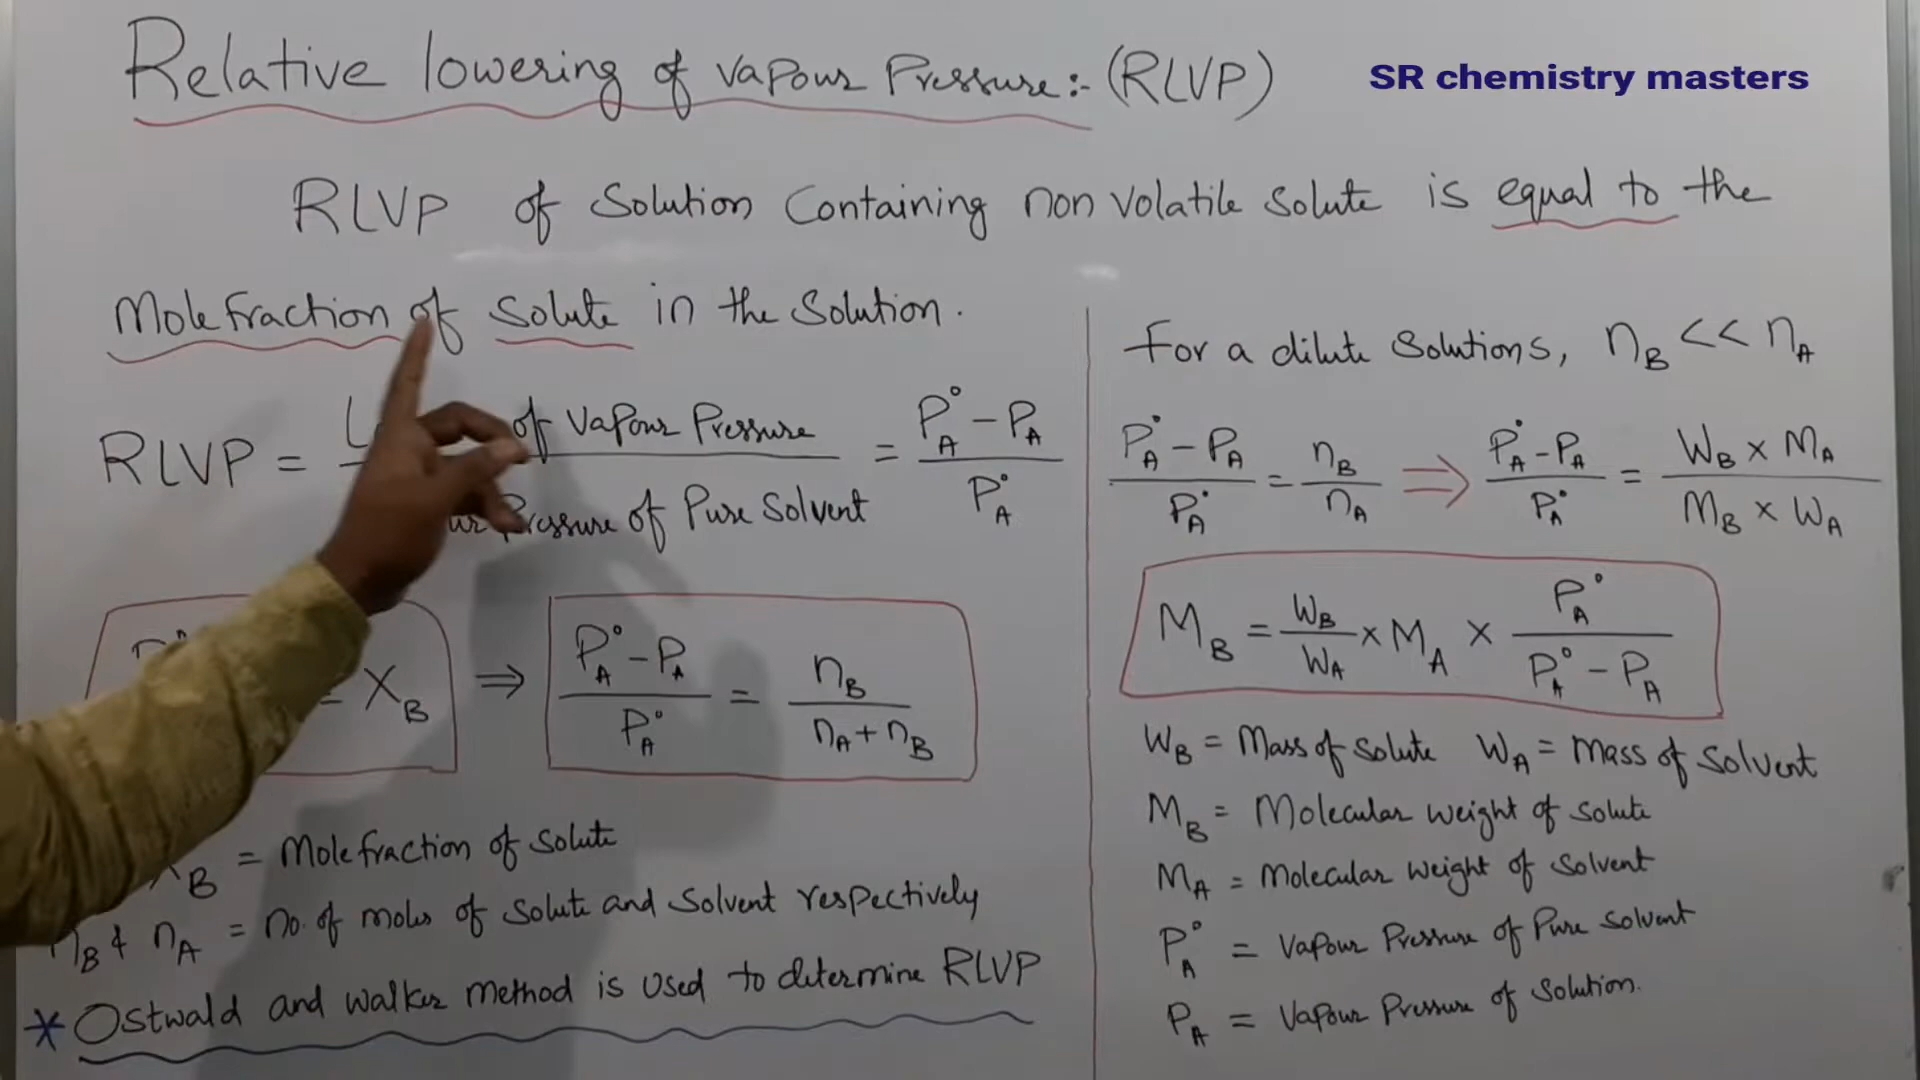 Relative lowering of vapour Pressure:- (RLVP)
SR chemistry masters
RLVP of Solution Containing non volatile Solute is equal to the
Mole fraction of Solute in the Solution.
RLVP = of Vapour Pressure / Pressure of Pure Solvent = P°A - PA / P°A
= XB ⇒ P°A - PA / P°A = nB / nA + nB
XB = Mole fraction of Solute
nB & nA = no. of moles of Solute and Solvent respectively
* Ostwald and Walker method is used to determine RLVP
For a dilute Solutions, nB << nA
P°A - PA / P°A = nB / nA ⇒ P°A - PA / P°A = WB × MA / MB × WA
MB = WB / WA × MA × P°A / P°A - PA
WB = Mass of Solute WA = Mass of Solvent
MB = Molecular weight of Solute
MA = Molecular weight of Solvent
P°A = Vapour Pressure of Pure Solvent
PA = Vapour Pressure of Solution.